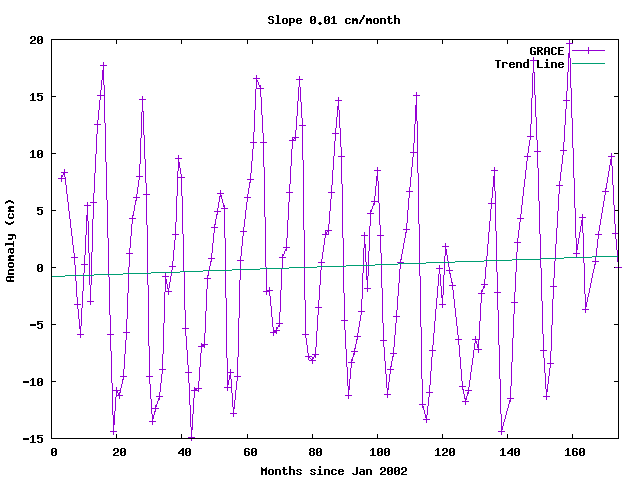 Slope 0.01 cm/month
GRACE
Trend Line
20
15
10
5
0
-5
-10
-15
Anomaly (cm)
0 20 40 60 80 100 120 140 160
Months since Jan 2002